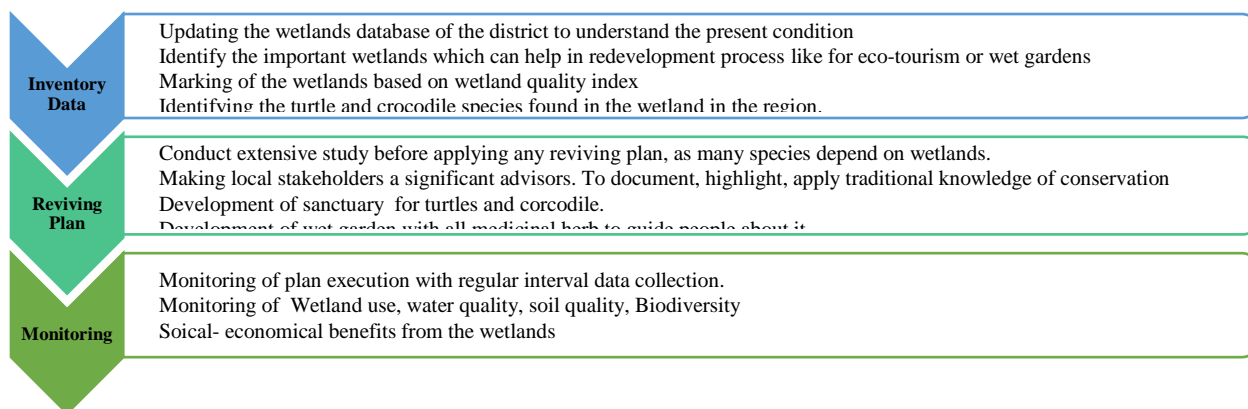 Inventory
Data
Updating the wetlands database of the district to understand the present condition
Identify the important wetlands which can help in redevelopment process like for eco-tourism or wet gardens
Marking of the wetlands based on wetland quality index
Identifying the turtle and crocodile species found in the wetland in the region.
Reviving
Plan
Conduct extensive study before applying any reviving plan, as many species depend on wetlands.
Making local stakeholders a significant advisors. To document, highlight, apply traditional knowledge of conservation
Development of sanctuary for turtles and corcodile.
Development of wet garden with all medicinal herb to guide people about it
Monitoring
Monitoring of plan execution with regular interval data collection.
Monitoring of Wetland use, water quality, soil quality, Biodiversity
Soical- economical benefits from the wetlands